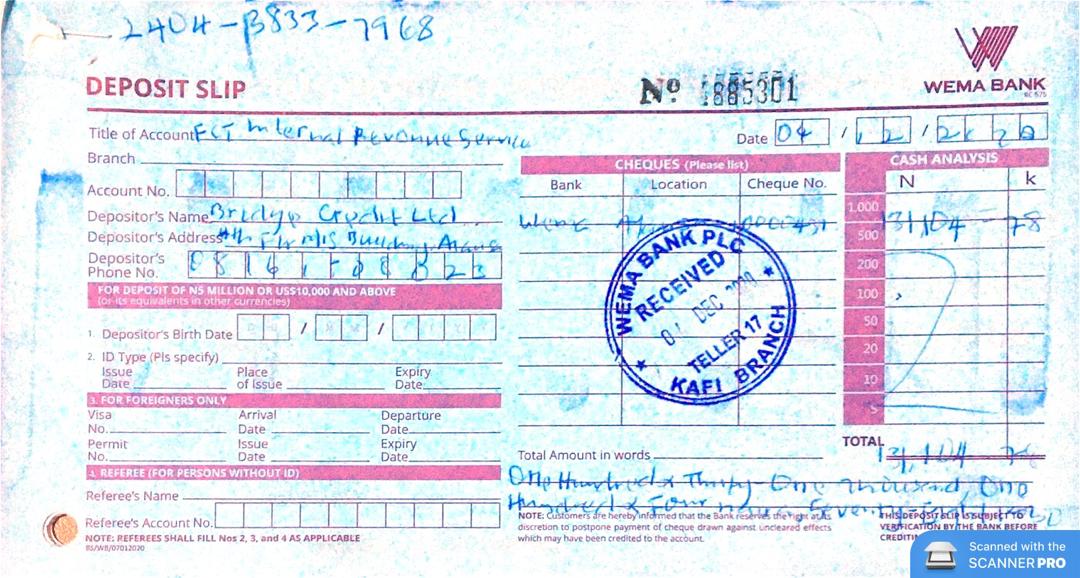 2404-B833-7968
WEMA BANK
RC 575
DEPOSIT SLIP
Nº 1885301
Title of Account FCT Internal Revenue Service
Date 04 / 12 / 2020
Branch
Account No.
Depositor's Name Bridge Credit Ltd
Depositor's Address 4th Flr MJS Building,
Depositor's Phone No.
FOR DEPOSIT OF N5 MILLION OR US$10,000 AND ABOVE
(or its equivalents in other currencies)
1. Depositor's Birth Date D D / M M / Y Y Y Y
2. ID Type (Pls specify)
Issue Date Place of Issue Expiry Date
3. FOR FOREIGNERS ONLY
Visa No. Arrival Date Departure Date
Permit No. Issue Date Expiry Date
4. REFEREE (FOR PERSONS WITHOUT ID)
Referee's Name
Referee's Account No.
NOTE: REFEREES SHALL FILL Nos 2, 3, and 4 AS APPLICABLE
BS/WB/07012020
CHEQUES (Please list)
Bank Location Cheque No.
Wema
WEMA BANK PLC
RECEIVED
04 DEC 2020
TELLER 17
KAFI BRANCH
Total Amount in words
One Hundred & Thirty-One thousand, One
Hundred & Four naira, Seventy-Eight
NOTE: Customers are hereby informed that the Bank reserves the right at its
discretion to postpone payment of cheque drawn against uncleared effects
which may have been credited to the account.
CASH ANALYSIS
N k
1,000
131,104 - 78
500
200
100
50
20
10
5
TOTAL
131,104 78
THIS DEPOSIT SLIP IS SUBJECT TO
VERIFICATION BY THE BANK BEFORE
Scanned with the
SCANNER PRO